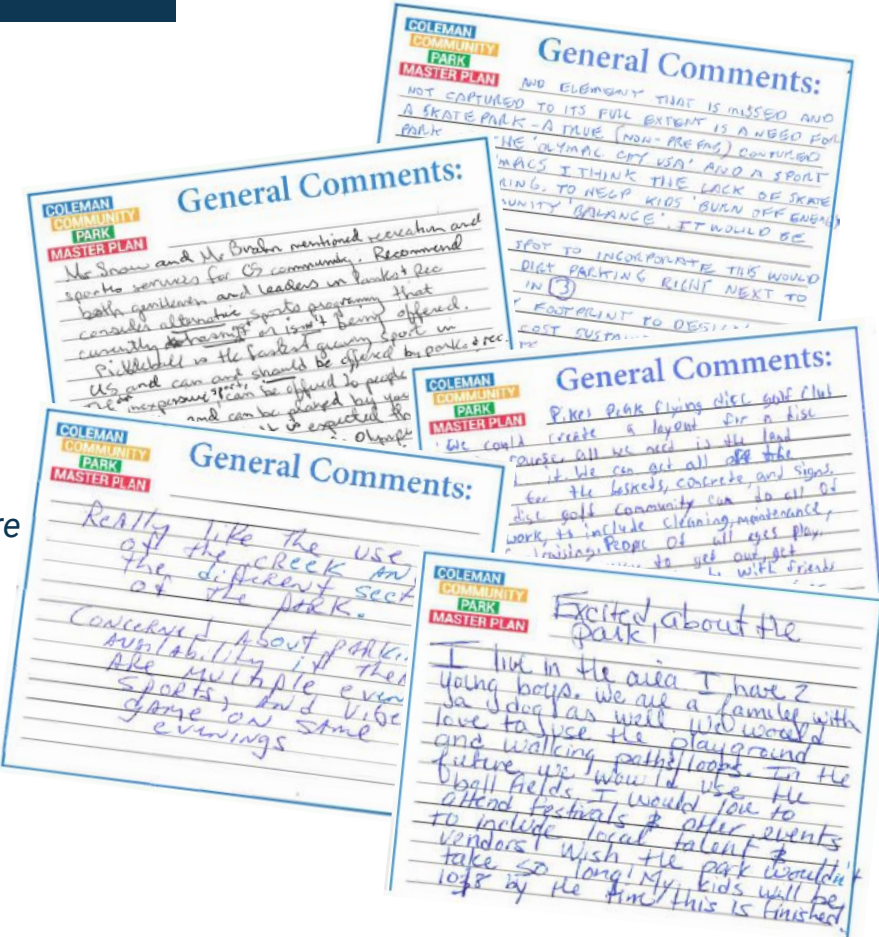 COLEMAN
COMMUNITY
PARK
MASTER PLAN
General Comments:
AND ELEMENT THAT IS MISSED AND
NOT CAPTURED TO ITS FULL EXTENT IS A NEED FOR
A SKATE PARK - A TRUE (NON-PREFAB) CONTURED
PARK
"OLYMPIC CITY USA" AND A SPORT
I THINK THE LACK OF SKATE
TO HELP KIDS 'BURN OFF ENERGY
'BALANCE'. IT WOULD BE
SPOT TO INCORPORATE THIS WOULD
DIRT PARKING RIGHT NEXT TO
IN 3
FOOTPRINT TO
COST
COLEMAN
COMMUNITY
PARK
MASTER PLAN
General Comments:
Mr Snow and Mr mentioned recreation and
sports services for CS community. Recommend
both gentlemen and leaders in Parks & Rec
consider alternative sports programing that
currently or isn't being offered.
Pickleball is the fastest growing sport in
US and can and should be offered by parks & rec.
inexpensive sport, can be offered to people
and can be played by
it is expected
COLEMAN
COMMUNITY
PARK
MASTER PLAN
General Comments:
Pikes Peak Flying Disc golf Club
We could create a layout for a disc
course, all we need is the land
it. We can get all of the
for the baskets, concrete, and signs.
disc golf community can do all of
work, to include cleaning, maintenance,
People of all ages play,
to get out, get
with friends
COLEMAN
COMMUNITY
PARK
MASTER PLAN
General Comments:
Really like the use
of the creek
the different
of the park.
Concerned about
availability if
are multiple
sports, and
game on same
evenings
re
COLEMAN
COMMUNITY
PARK
MASTER PLAN
Excited about the
park!
I live in the area I have 2
young boys. We are a family with
a dog as well. We would
love to use the playground
and walking paths/loops. In the
future we would use the
ball fields. I would love to
attend festivals & other events
to include local talent &
vendors! Wish the park wouldn't
take so long! My kids will be
10 & 8 by the time this is finished.